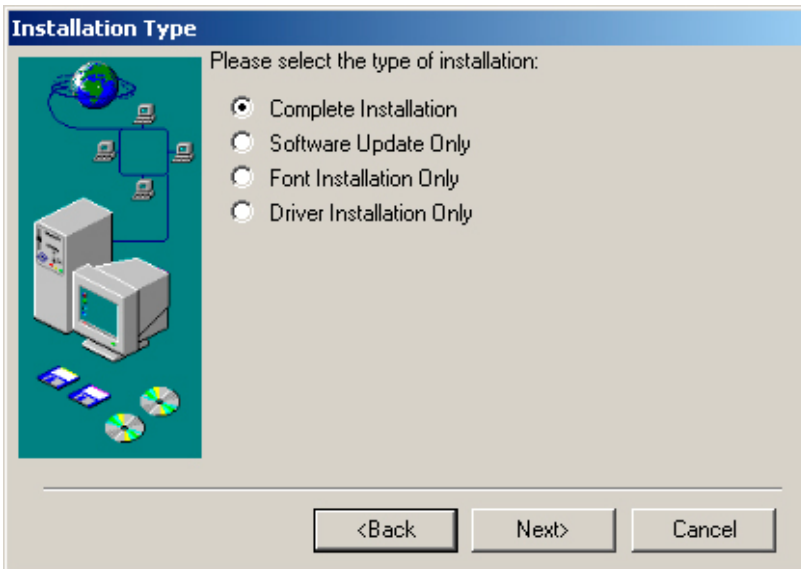 Installation Type
Please select the type of installation:
Complete Installation
Software Update Only
Font Installation Only
Driver Installation Only
<Back
Next>
Cancel